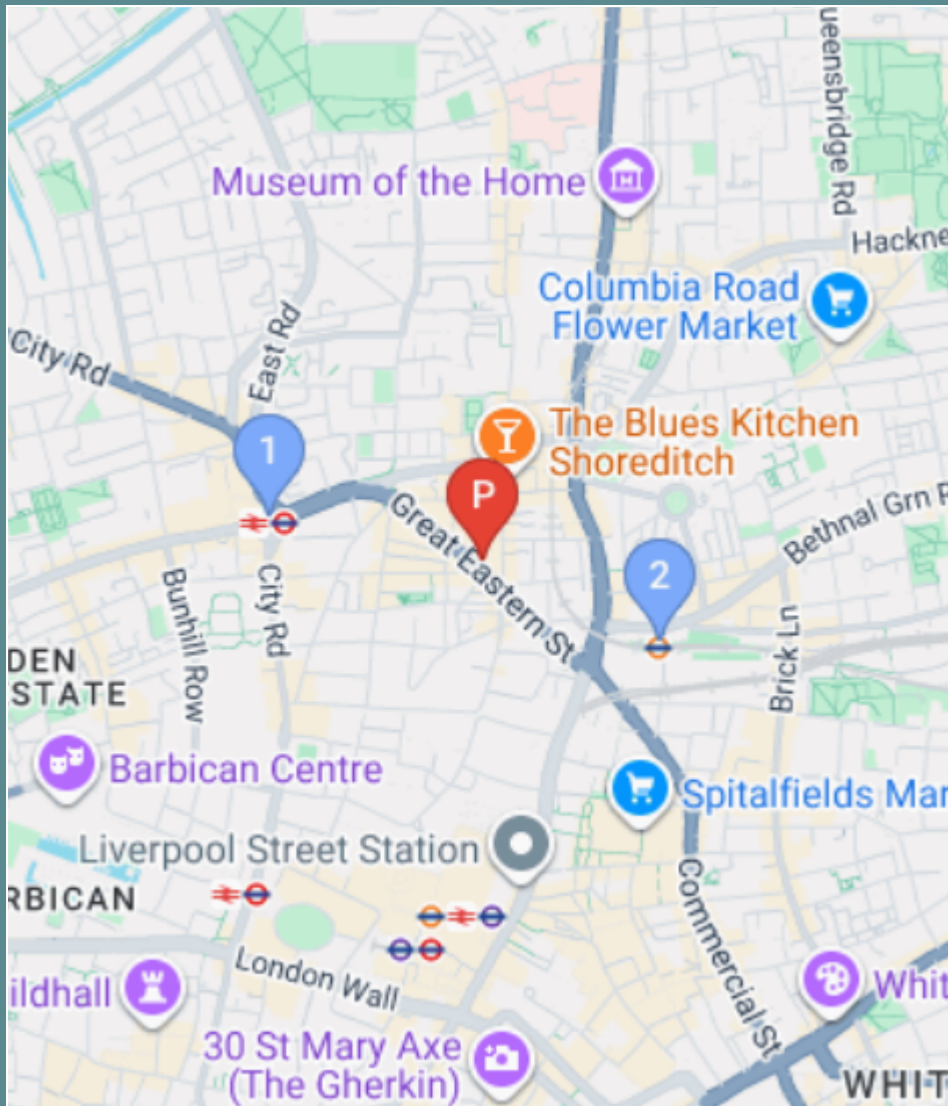 ueensbridge Rd
Museum of the Home
Hackne
Columbia Road
Flower Market
East Rd
City Rd
The Blues Kitchen
Shoreditch
1
P
Great Eastern St
Bethnal Grn R
2
City Rd
Bunhill Row
Brick Ln
DEN
STATE
Barbican Centre
Spitalfields Mar
Liverpool Street Station
RBICAN
Commercial St
London Wall
ildhall
Whit
30 St Mary Axe
(The Gherkin)
WHIT